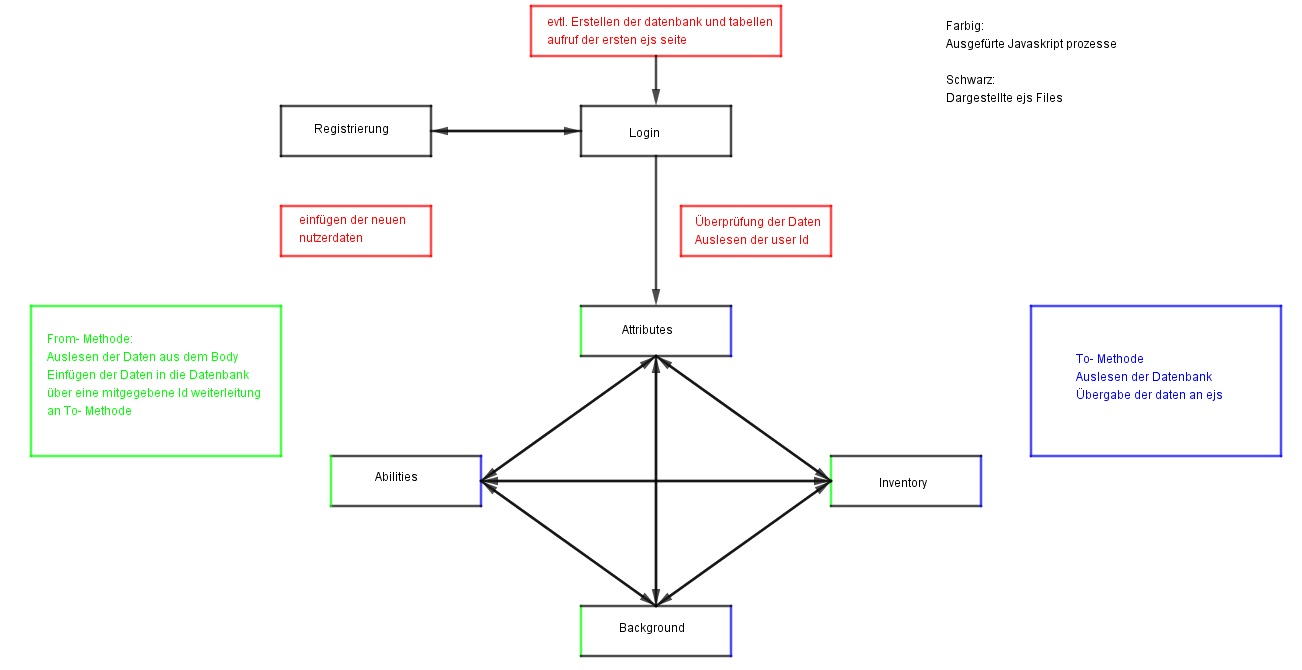 evtl. Erstellen der datenbank und tabellen
aufruf der ersten ejs seite
Farbig:
Ausgefürte Javaskript prozesse
Schwarz:
Dargestellte ejs Files
Registrierung
Login
einfügen der neuen
nutzerdaten
Überprüfung der Daten
Auslesen der user Id
From- Methode:
Auslesen der Daten aus dem Body
Einfügen der Daten in die Datenbank
über eine mitgegebene Id weiterleitung
an To- Methode
Attributes
To- Methode
Auslesen der Datenbank
Übergabe der daten an ejs
Abilities
Inventory
Background